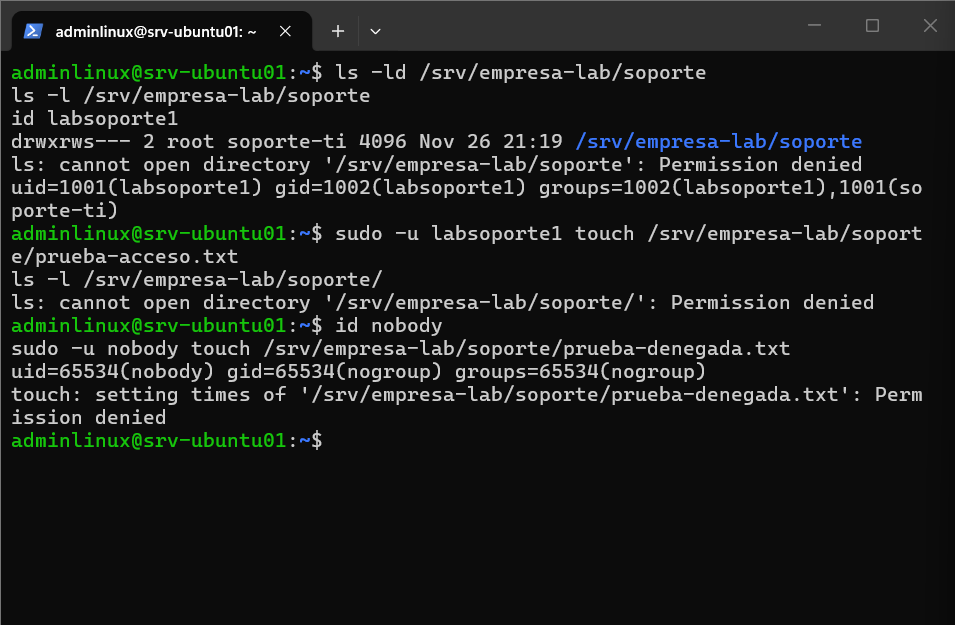 adminlinux@srv-ubuntu01: ~
adminlinux@srv-ubuntu01:~$ ls -ld /srv/empresa-lab/soporte
ls -l /srv/empresa-lab/soporte
id labsoporte1
drwxrws--- 2 root soporte-ti 4096 Nov 26 21:19 /srv/empresa-lab/soporte
ls: cannot open directory '/srv/empresa-lab/soporte': Permission denied
uid=1001(labsoporte1) gid=1002(labsoporte1) groups=1002(labsoporte1),1001(so
porte-ti)
adminlinux@srv-ubuntu01:~$ sudo -u labsoporte1 touch /srv/empresa-lab/soport
e/prueba-acceso.txt
ls -l /srv/empresa-lab/soporte/
ls: cannot open directory '/srv/empresa-lab/soporte/': Permission denied
adminlinux@srv-ubuntu01:~$ id nobody
sudo -u nobody touch /srv/empresa-lab/soporte/prueba-denegada.txt
uid=65534(nobody) gid=65534(nogroup) groups=65534(nogroup)
touch: setting times of '/srv/empresa-lab/soporte/prueba-denegada.txt': Perm
ission denied
adminlinux@srv-ubuntu01:~$